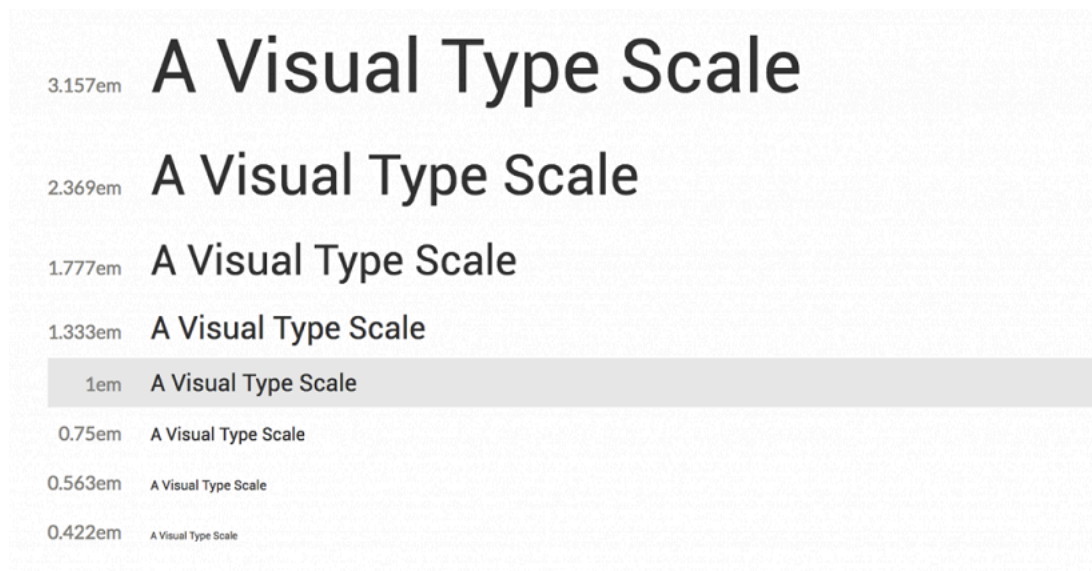 3.157em A Visual Type Scale
2.369em A Visual Type Scale
1.777em A Visual Type Scale
1.333em A Visual Type Scale
1em A Visual Type Scale
0.75em A Visual Type Scale
0.563em A Visual Type Scale
0.422em A Visual Type Scale